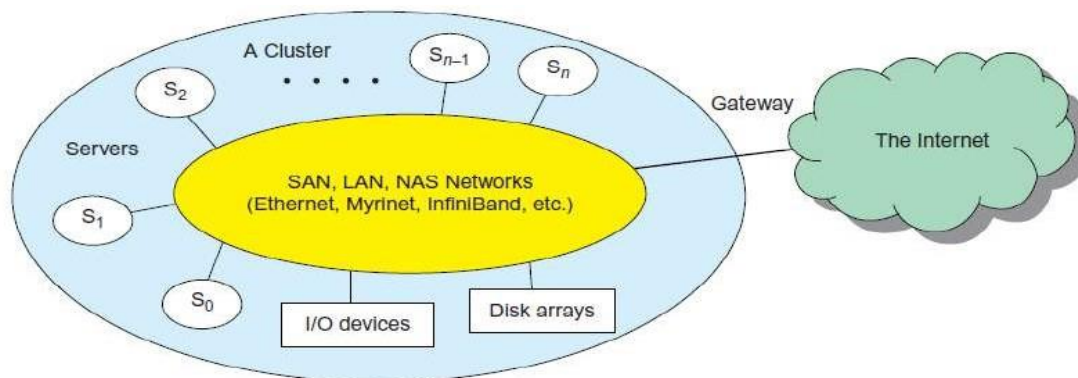 A Cluster
S₂
. . . .
Sₙ₋₁
Sₙ
Gateway
The Internet
Servers
SAN, LAN, NAS Networks
(Ethernet, Myrinet, InfiniBand, etc.)
S₁
S₀
I/O devices
Disk arrays